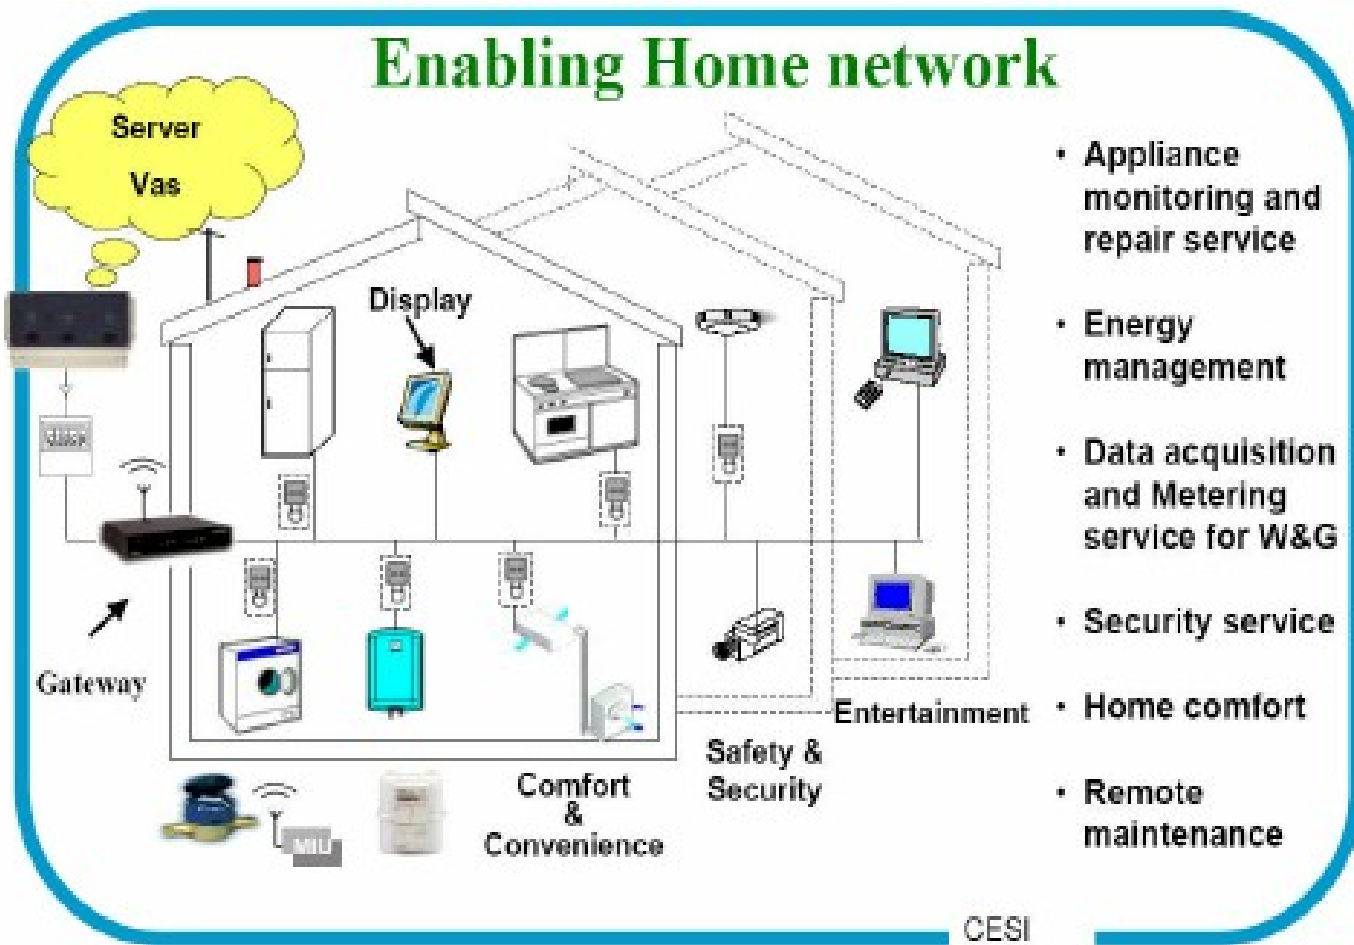 Enabling Home network
Server
Vas
Display
Gateway
MIU
Comfort
&
Convenience
Safety &
Security
Entertainment
• Appliance
monitoring and
repair service
• Energy
management
• Data acquisition
and Metering
service for W&G
• Security service
• Home comfort
• Remote
maintenance
CESI